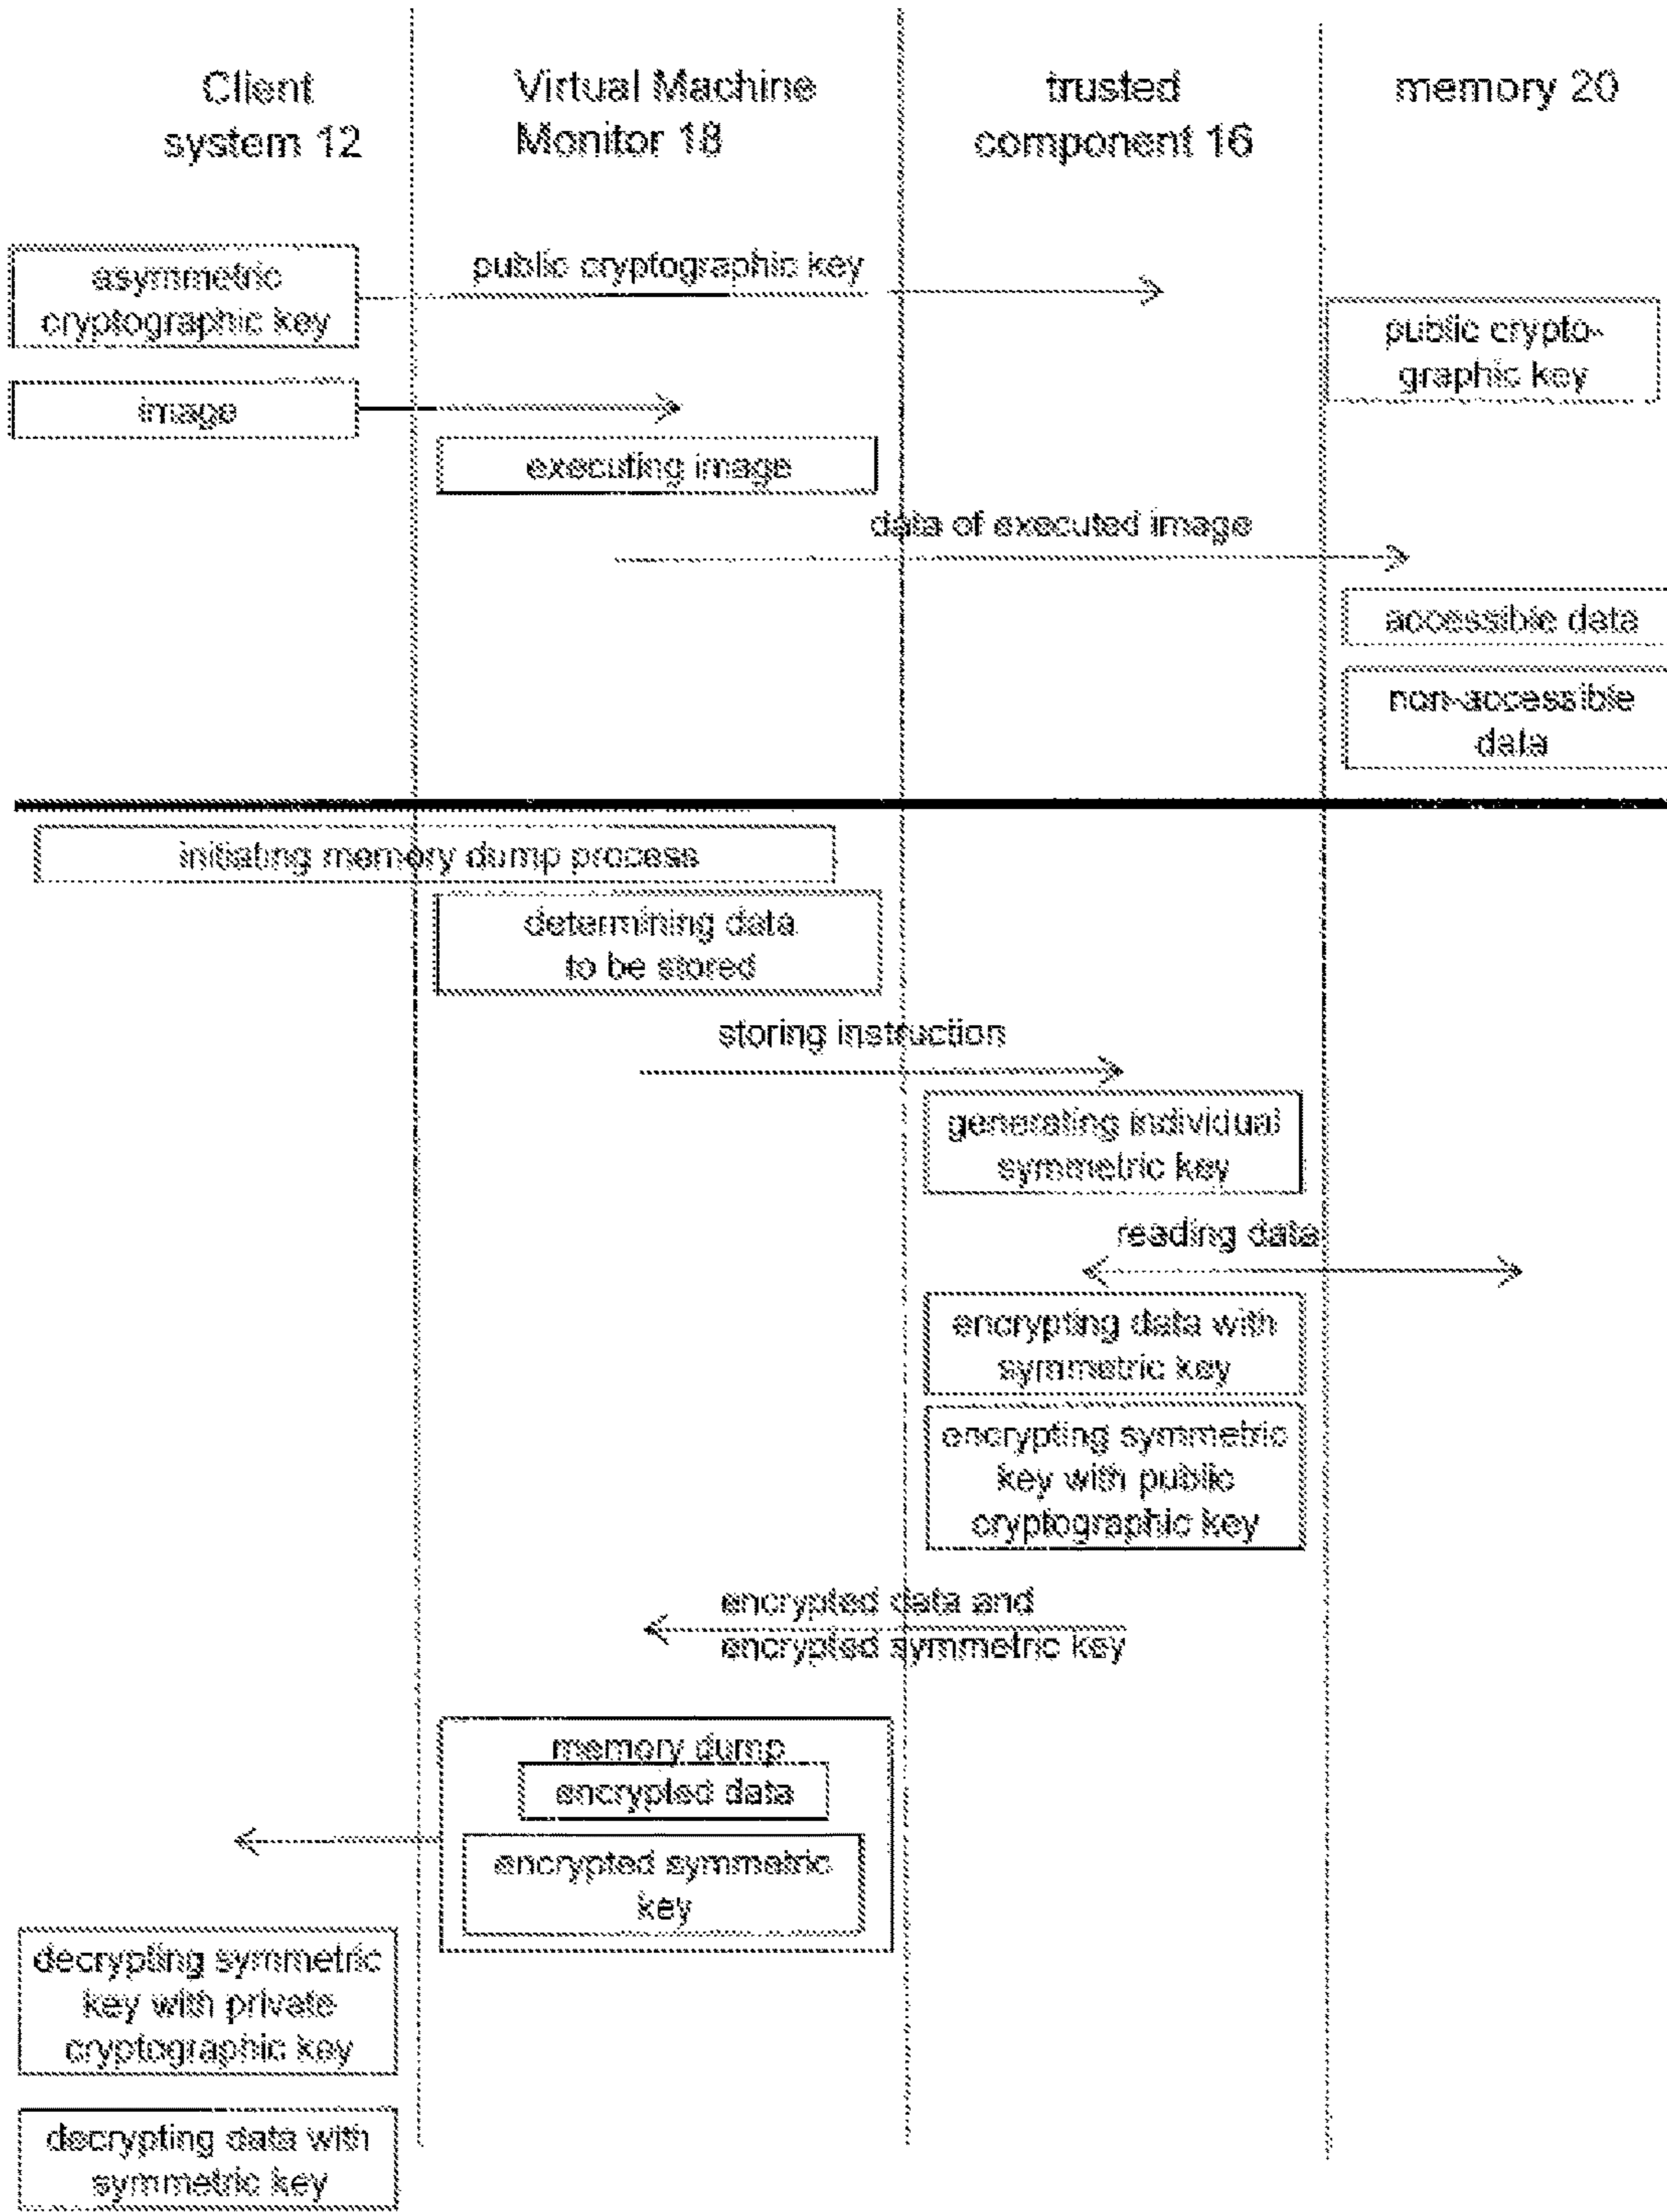 Client
system 12
Virtual Machine
Monitor 18
trusted
component 16
memory 20
asymmetric
cryptographic key
public cryptographic key
public crypto-
graphic key
image
executing image
data of executed image
accessible data
non-accessible
data
initiating memory dump process
determining data
to be stored
storing instruction
generating individual
symmetric key
reading data
encrypting data with
symmetric key
encrypting symmetric
key with public
cryptographic key
encrypted data and
encrypted symmetric key
memory dump
encrypted data
encrypted symmetric
key
decrypting symmetric
key with private
cryptographic key
decrypting data with
symmetric key